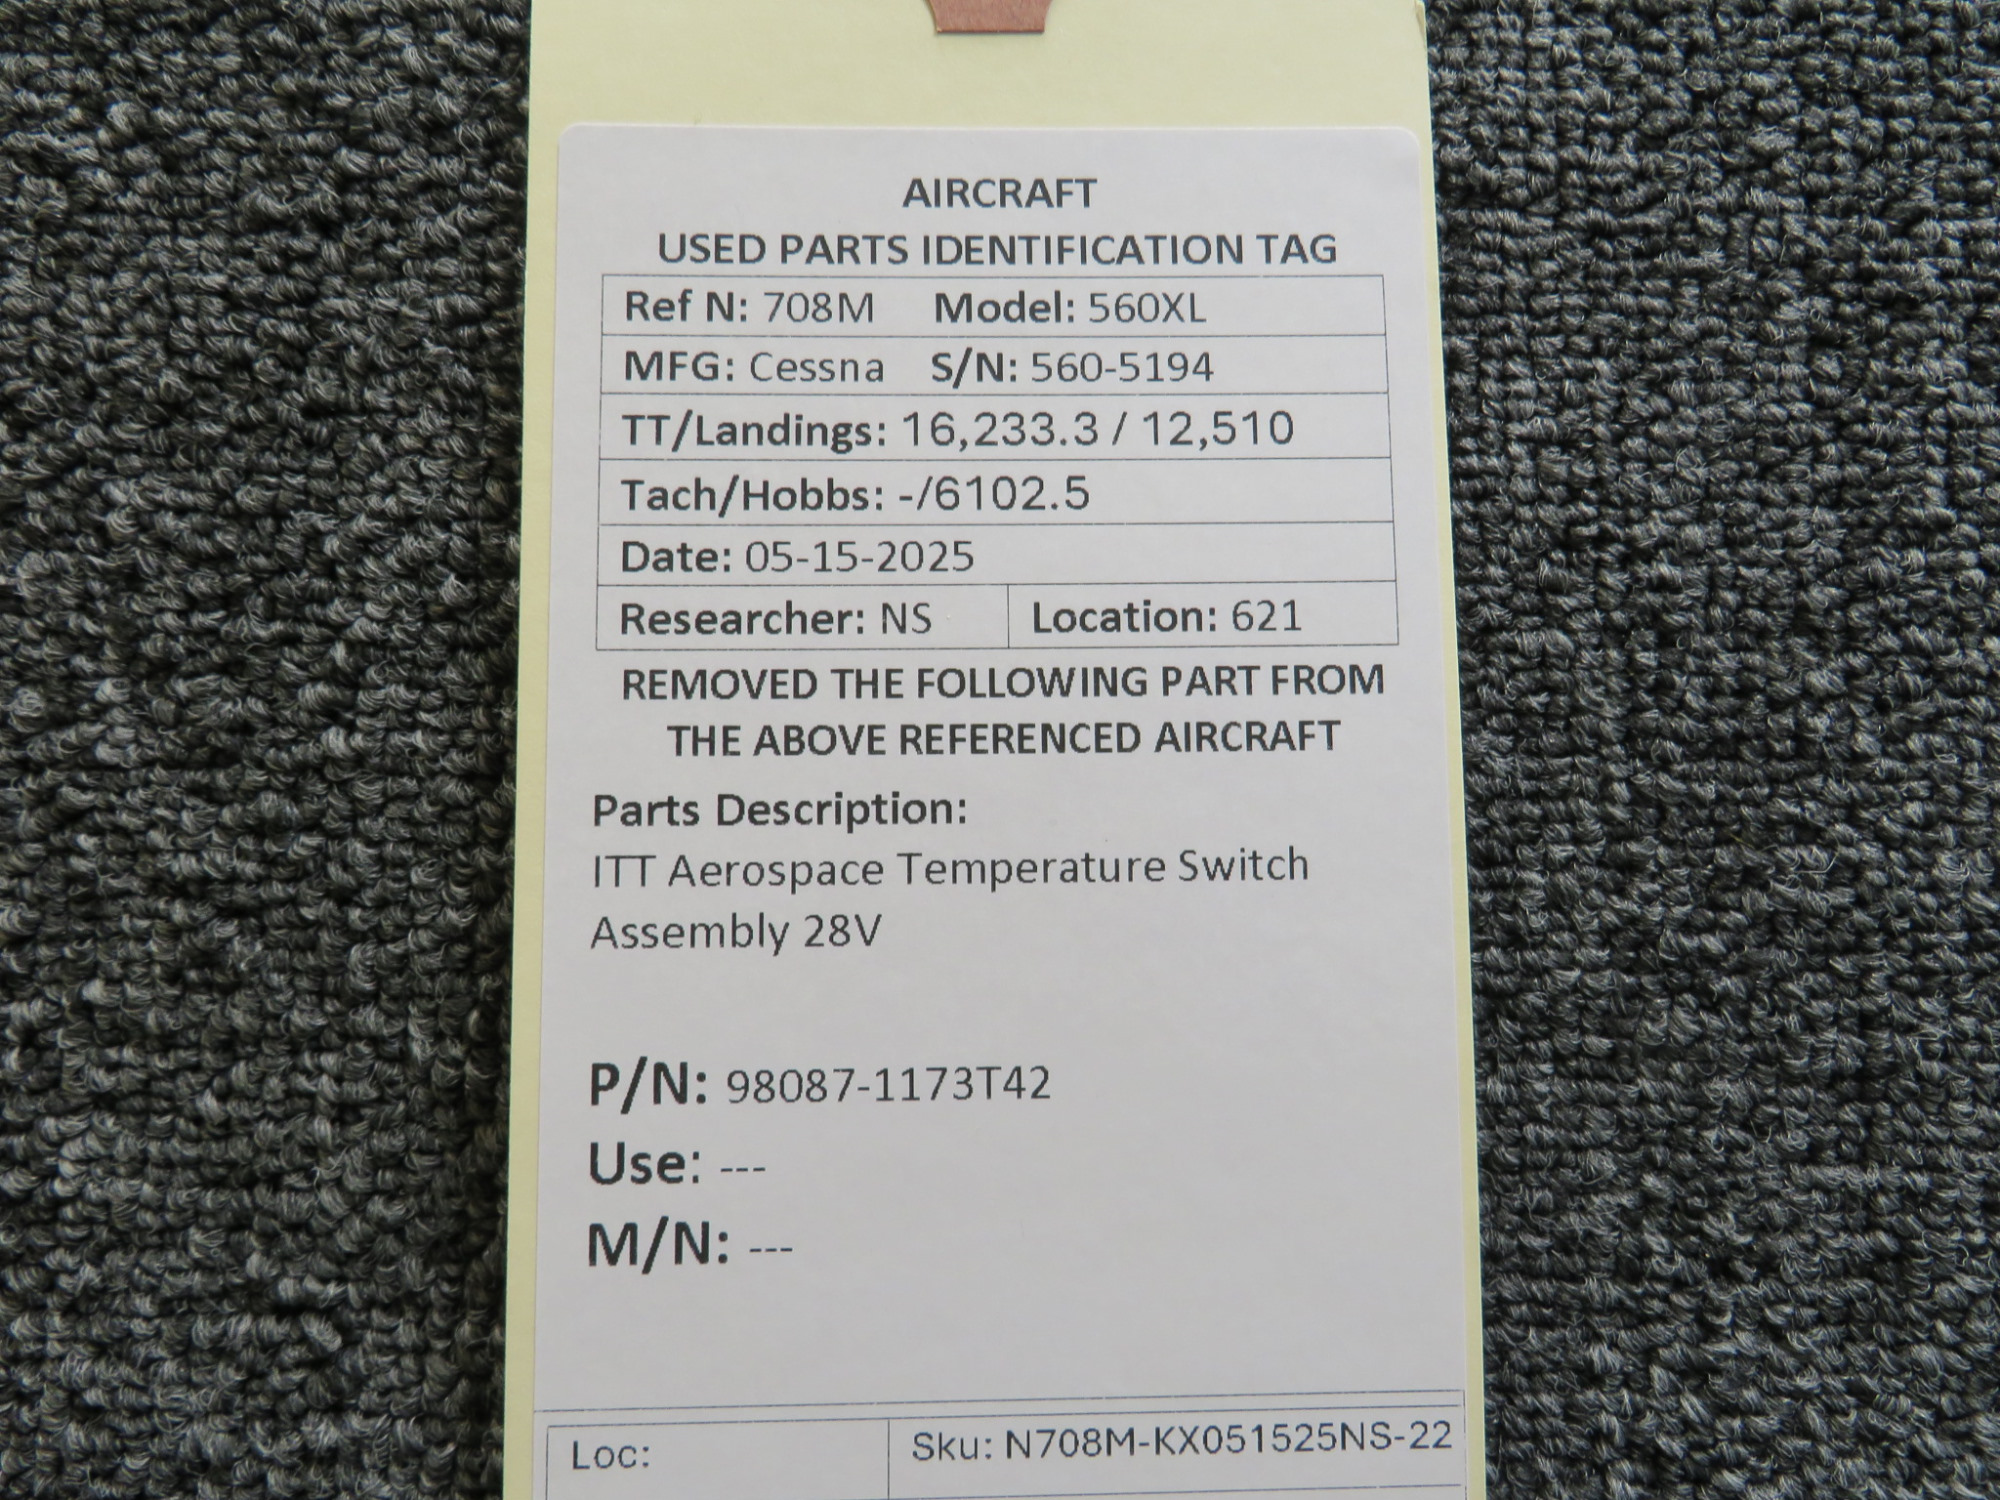 AIRCRAFT
USED PARTS IDENTIFICATION TAG
Ref N: 708M Model: 560XL
MFG: Cessna S/N: 560-5194
TT/Landings: 16,233.3 / 12,510
Tach/Hobbs: -/6102.5
Date: 05-15-2025
Researcher: NS Location: 621
REMOVED THE FOLLOWING PART FROM
THE ABOVE REFERENCED AIRCRAFT
Parts Description:
ITT Aerospace Temperature Switch
Assembly 28V
P/N: 98087-1173T42
Use: ---
M/N: ---
Loc: Sku: N708M-KX051525NS-22